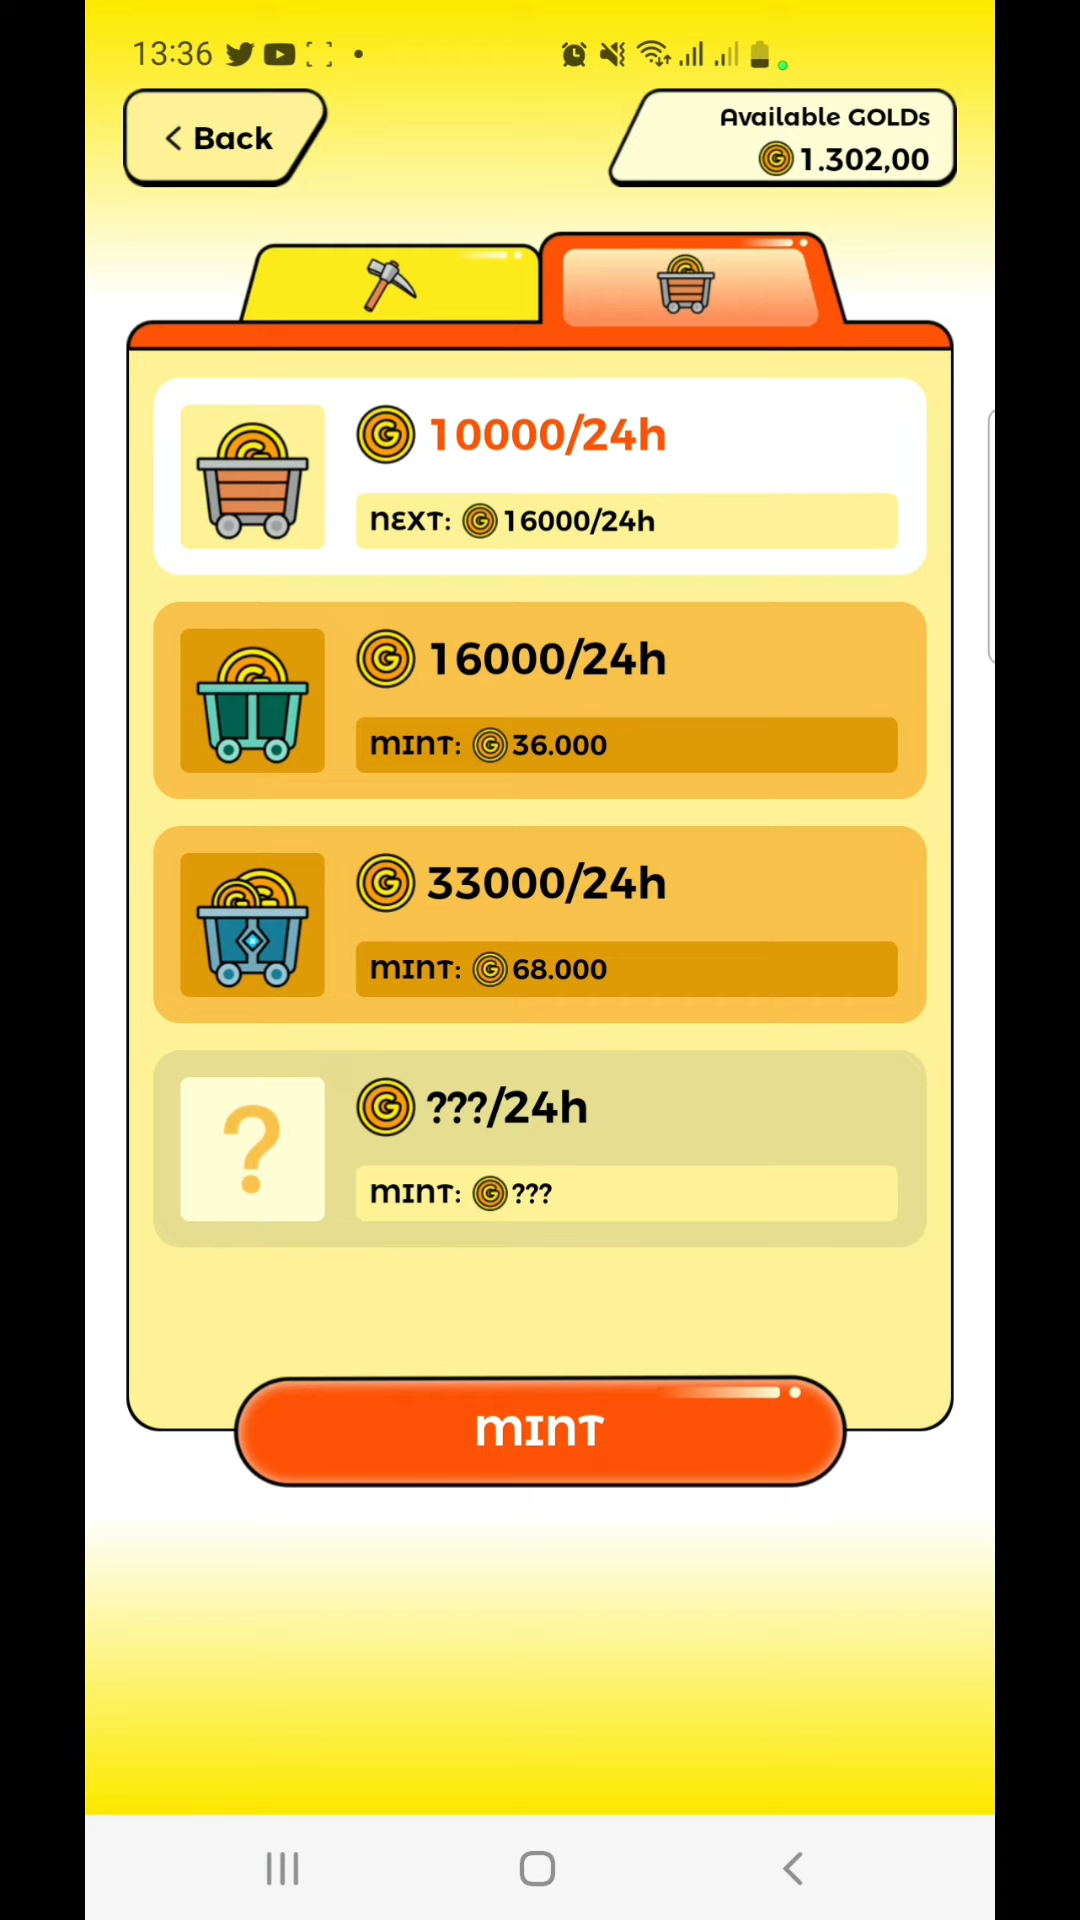 13:36
< Back
Available GOLDs
G 1.302,00
G 10000/24h
NEXT: G 16000/24h
G 16000/24h
MINT: G 36.000
G 33000/24h
MINT: G 68.000
? G ???/24h
MINT: G ???
MINT